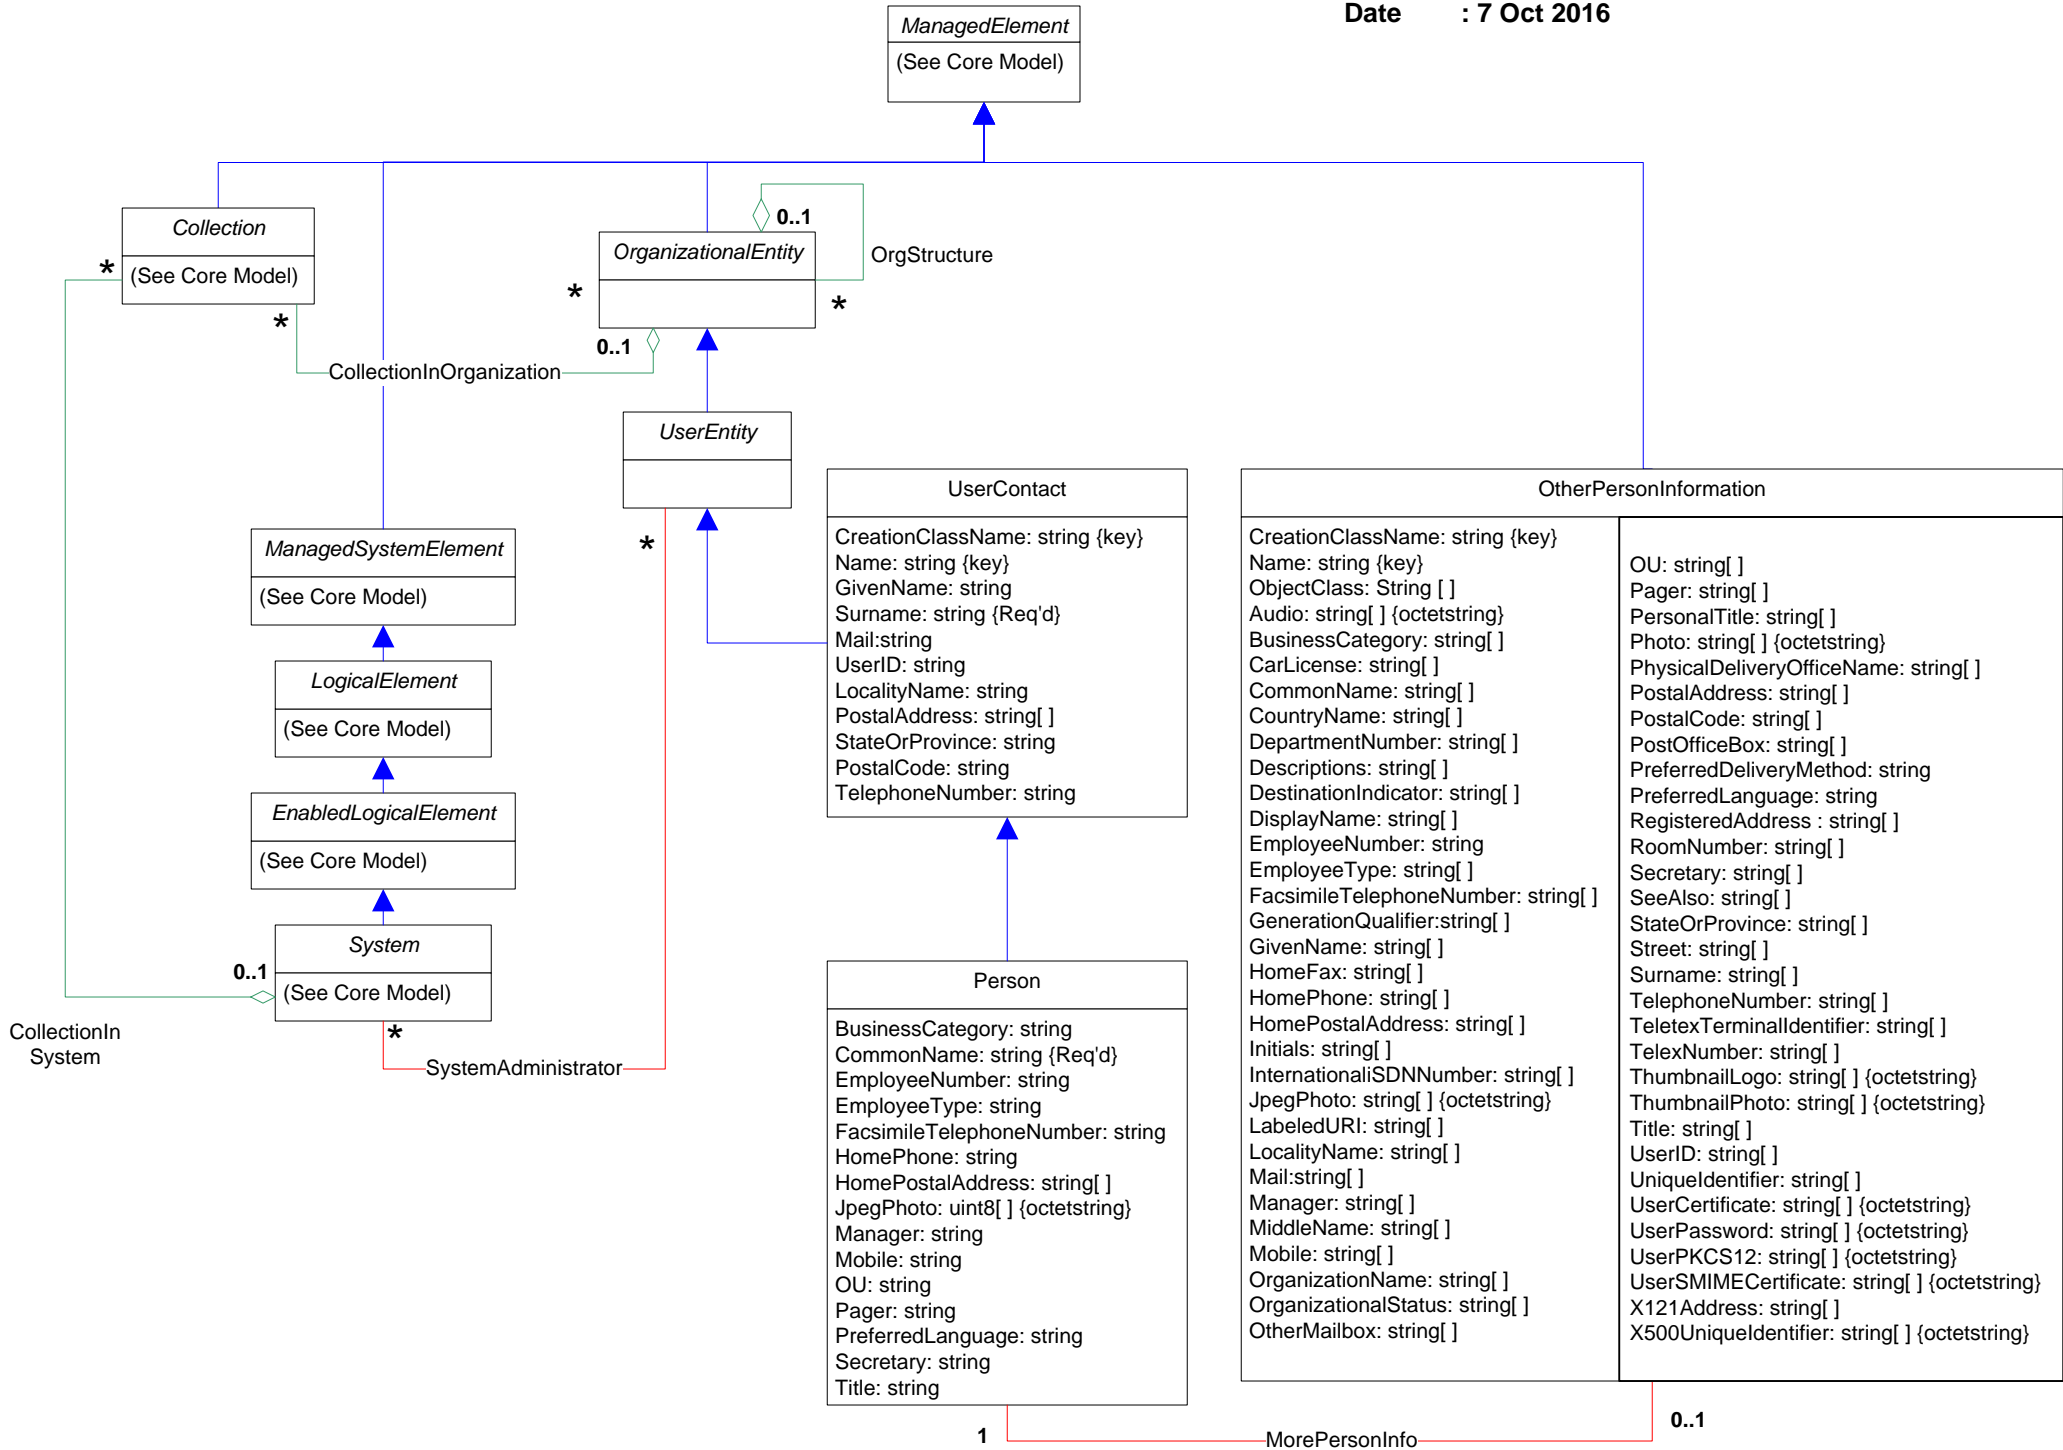 Date : 7 Oct 2016
ManagedElement
(See Core Model)
Collection
(See Core Model)
*
*
OrganizationalEntity
0..1
OrgStructure
*
*
0..1
CollectionInOrganization
UserEntity
*
ManagedSystemElement
(See Core Model)
LogicalElement
(See Core Model)
EnabledLogicalElement
(See Core Model)
System
(See Core Model)
0..1
*
CollectionIn
System
SystemAdministrator
UserContact
CreationClassName: string {key}
Name: string {key}
GivenName: string
Surname: string {Req'd}
Mail:string
UserID: string
LocalityName: string
PostalAddress: string[ ]
StateOrProvince: string
PostalCode: string
TelephoneNumber: string
Person
BusinessCategory: string
CommonName: string {Req'd}
EmployeeNumber: string
EmployeeType: string
FacsimileTelephoneNumber: string
HomePhone: string
HomePostalAddress: string[ ]
JpegPhoto: uint8[ ] {octetstring}
Manager: string
Mobile: string
OU: string
Pager: string
PreferredLanguage: string
Secretary: string
Title: string
OtherPersonInformation
CreationClassName: string {key}
Name: string {key}
ObjectClass: String [ ]
Audio: string[ ] {octetstring}
BusinessCategory: string[ ]
CarLicense: string[ ]
CommonName: string[ ]
CountryName: string[ ]
DepartmentNumber: string[ ]
Descriptions: string[ ]
DestinationIndicator: string[ ]
DisplayName: string[ ]
EmployeeNumber: string
EmployeeType: string[ ]
FacsimileTelephoneNumber: string[ ]
GenerationQualifier:string[ ]
GivenName: string[ ]
HomeFax: string[ ]
HomePhone: string[ ]
HomePostalAddress: string[ ]
Initials: string[ ]
InternationaliSDNNumber: string[ ]
JpegPhoto: string[ ] {octetstring}
LabeledURI: string[ ]
LocalityName: string[ ]
Mail:string[ ]
Manager: string[ ]
MiddleName: string[ ]
Mobile: string[ ]
OrganizationName: string[ ]
OrganizationalStatus: string[ ]
OtherMailbox: string[ ]
OU: string[ ]
Pager: string[ ]
PersonalTitle: string[ ]
Photo: string[ ] {octetstring}
PhysicalDeliveryOfficeName: string[ ]
PostalAddress: string[ ]
PostalCode: string[ ]
PostOfficeBox: string[ ]
PreferredDeliveryMethod: string
PreferredLanguage: string
RegisteredAddress : string[ ]
RoomNumber: string[ ]
Secretary: string[ ]
SeeAlso: string[ ]
StateOrProvince: string[ ]
Street: string[ ]
Surname: string[ ]
TelephoneNumber: string[ ]
TeletexTerminalIdentifier: string[ ]
TelexNumber: string[ ]
ThumbnailLogo: string[ ] {octetstring}
ThumbnailPhoto: string[ ] {octetstring}
Title: string[ ]
UserID: string[ ]
UniqueIdentifier: string[ ]
UserCertificate: string[ ] {octetstring}
UserPassword: string[ ] {octetstring}
UserPKCS12: string[ ] {octetstring}
UserSMIMECertificate: string[ ] {octetstring}
X121Address: string[ ]
X500UniqueIdentifier: string[ ] {octetstring}
1
MorePersonInfo
0..1